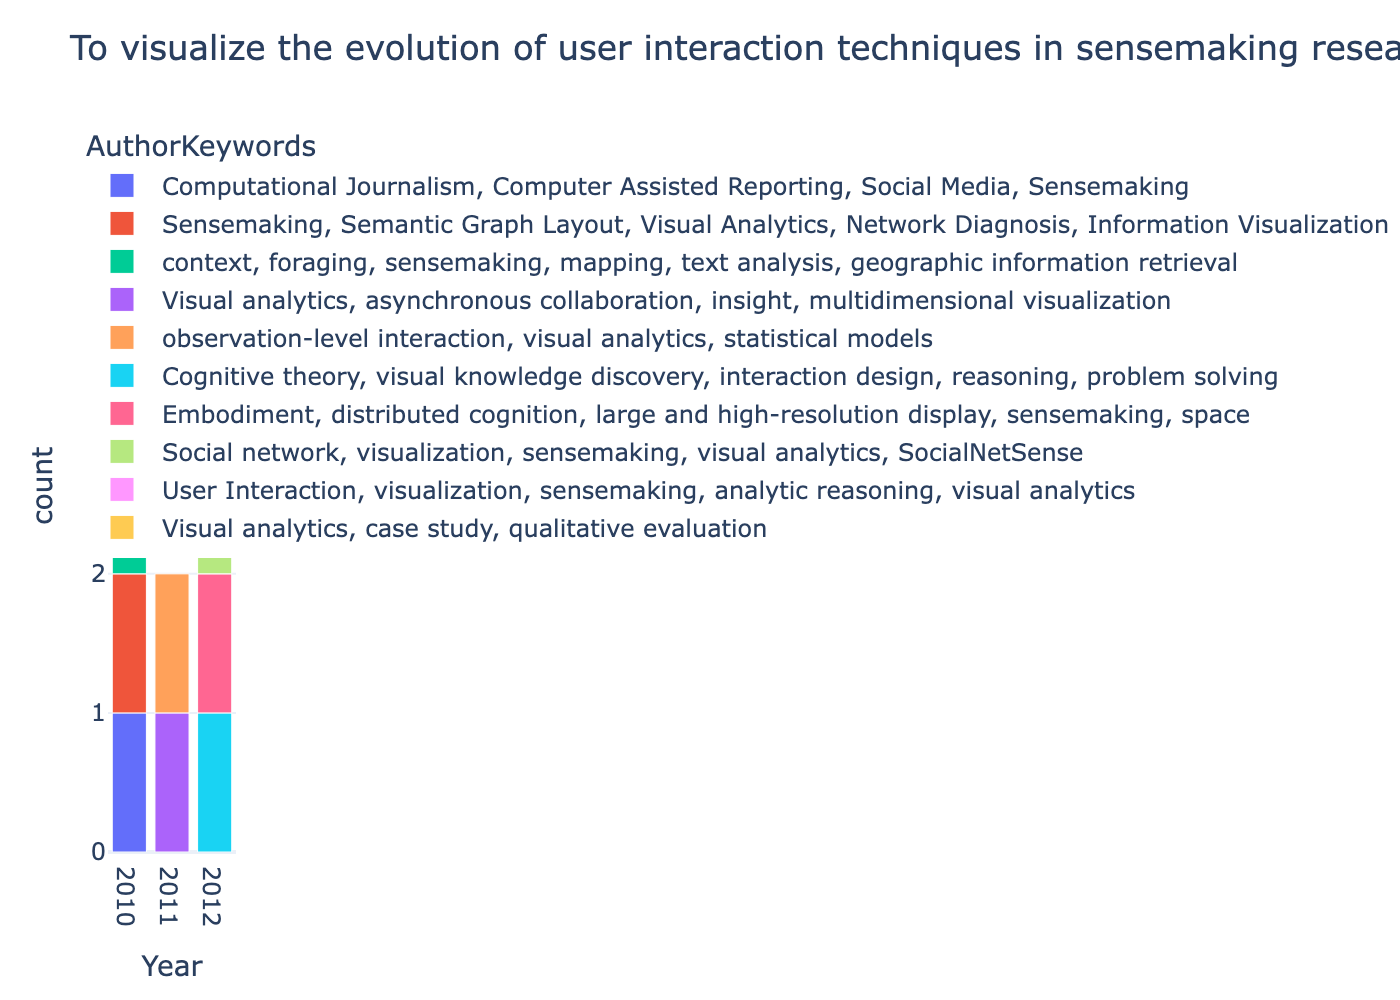 To visualize the evolution of user interaction techniques in sensemaking
AuthorKeywords
Computational Journalism, Computer Assisted Reporting, Social Media, Sensemaking
Sensemaking, Semantic Graph Layout, Visual Analytics, Network Diagnosis, Information Visualization
context, foraging, sensemaking, mapping, text analysis, geographic information retrieval
Visual analytics, asynchronous collaboration, insight, multidimensional visualization
observation-level interaction, visual analytics, statistical models
Cognitive theory, visual knowledge discovery, interaction design, reasoning, problem solving
Embodiment, distributed cognition, large and high-resolution display, sensemaking, space
Social network, visualization, sensemaking, visual analytics, SocialNetSense
User Interaction, visualization, sensemaking, analytic reasoning, visual analytics
Visual analytics, case study, qualitative evaluation
count
2
1
0
2010
2011
2012
Year